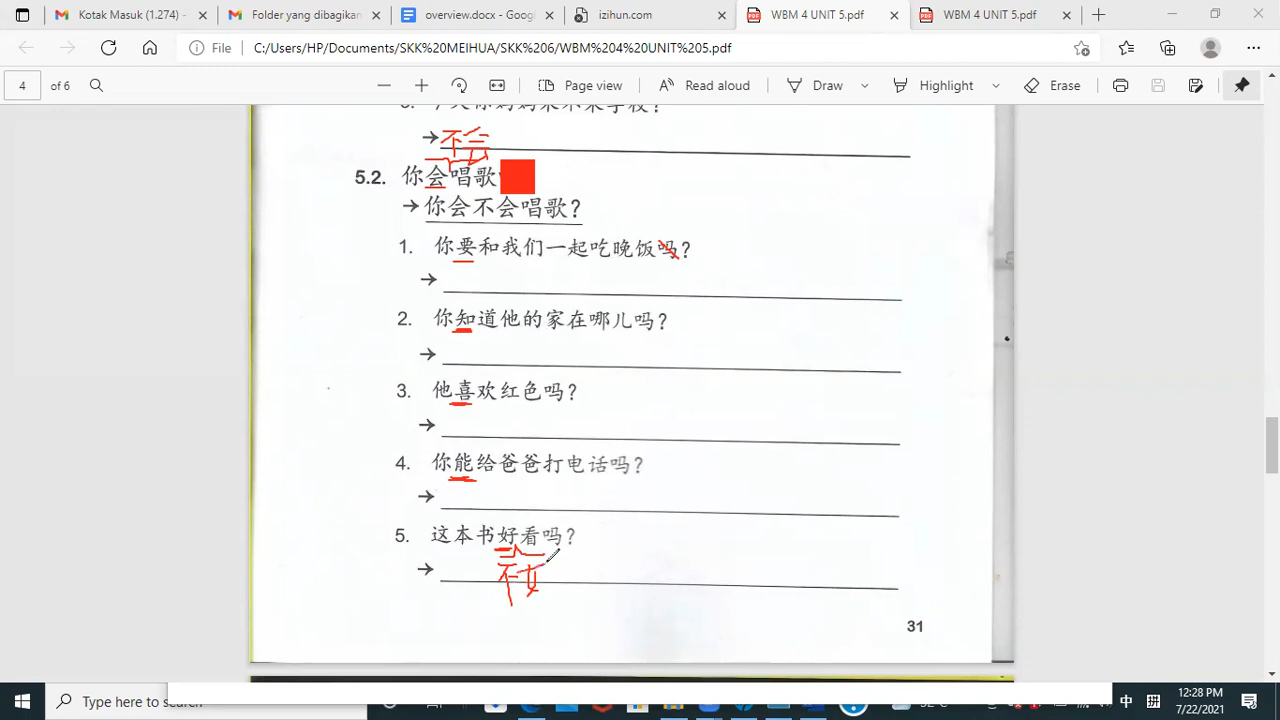 Kotak Masuk (1.274) - Folder yang dibagikan overview.docx - Google izihun.com WBM 4 UNIT 5.pdf WBM 4 UNIT 5.pdf
File C:/Users/HP/Documents/SKK%20MEIHUA/SKK%206/WBM%204%20UNIT%205.pdf
4 of 6 Page view Read aloud Draw Highlight Erase
→ 不会
5.2. 你会唱歌
→ 你会不会唱歌?
1. 你要和我们一起吃晚饭吗?
→
2. 你知道他的家在哪儿吗?
→
3. 他喜欢红色吗?
→
4. 你能给爸爸打电话吗?
→
5. 这本书好看吗?
→ 不
31
Type here to search 中 12:28 PM
7/22/2021